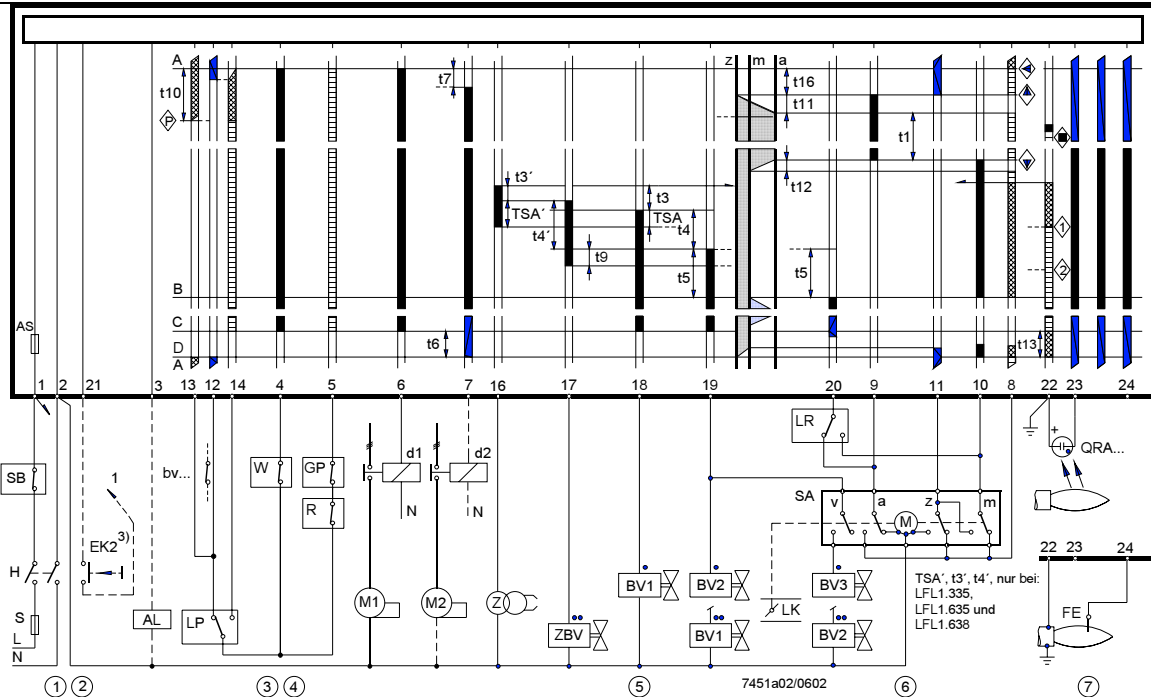 A
z m a
t7
t16
t10
t11
P
t1
t3´
t12
t3
TSA´
TSA
t4´
t4
1
t9
2
t5
t5
B
C
AS
t6
t13
D
A
1 2 21 3 13 12 14 4 5 6 7 16 17 18 19 20 9 11 10 8 22 23 24
LR
d1
d2
+
QRA...
SB
1
bv...
W
GP
SA
v a z m
R
N
N
M
EK2³⁾
22 23 24
H
BV1
BV2
BV3
TSA´, t3´, t4´, nur bei:
LFL1.335,
LFL1.635 und
LFL1.638
M1
M2
Z
LK
FE
S
AL
LP
ZBV
BV1
BV2
L
N
1 2 3 4 5 7451a02/0602 6 7